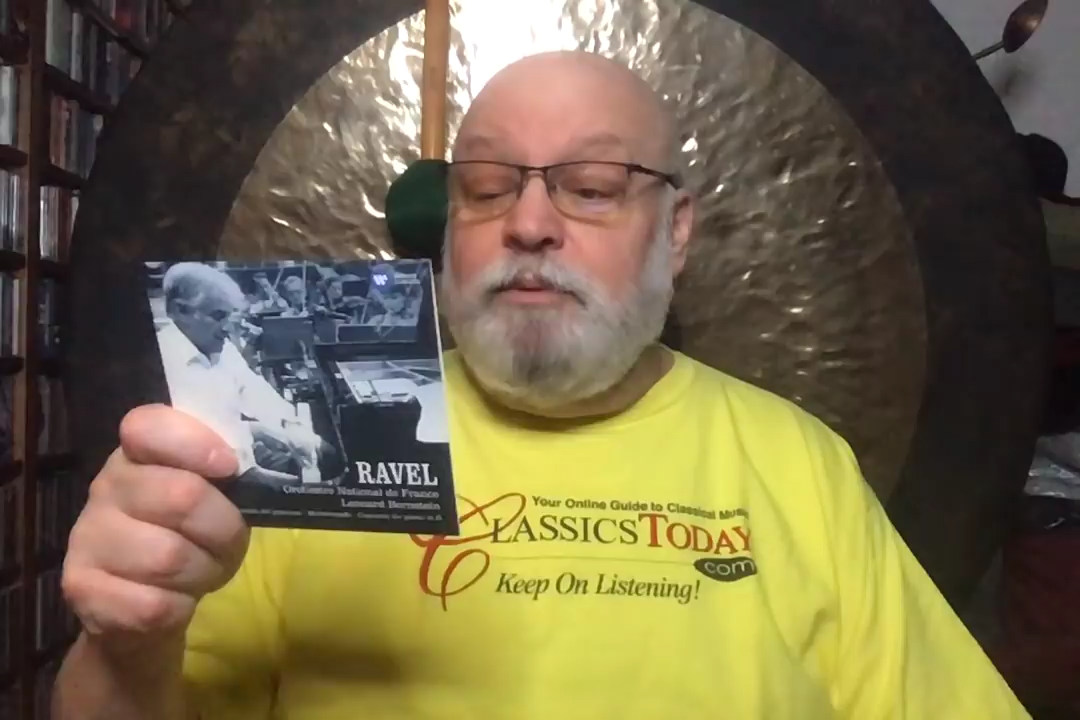 RAVEL
Orchestre National de France
Leonard Bernstein
Your Online Guide to Classical Music
CLASSICSTODAY
com
Keep On Listening!